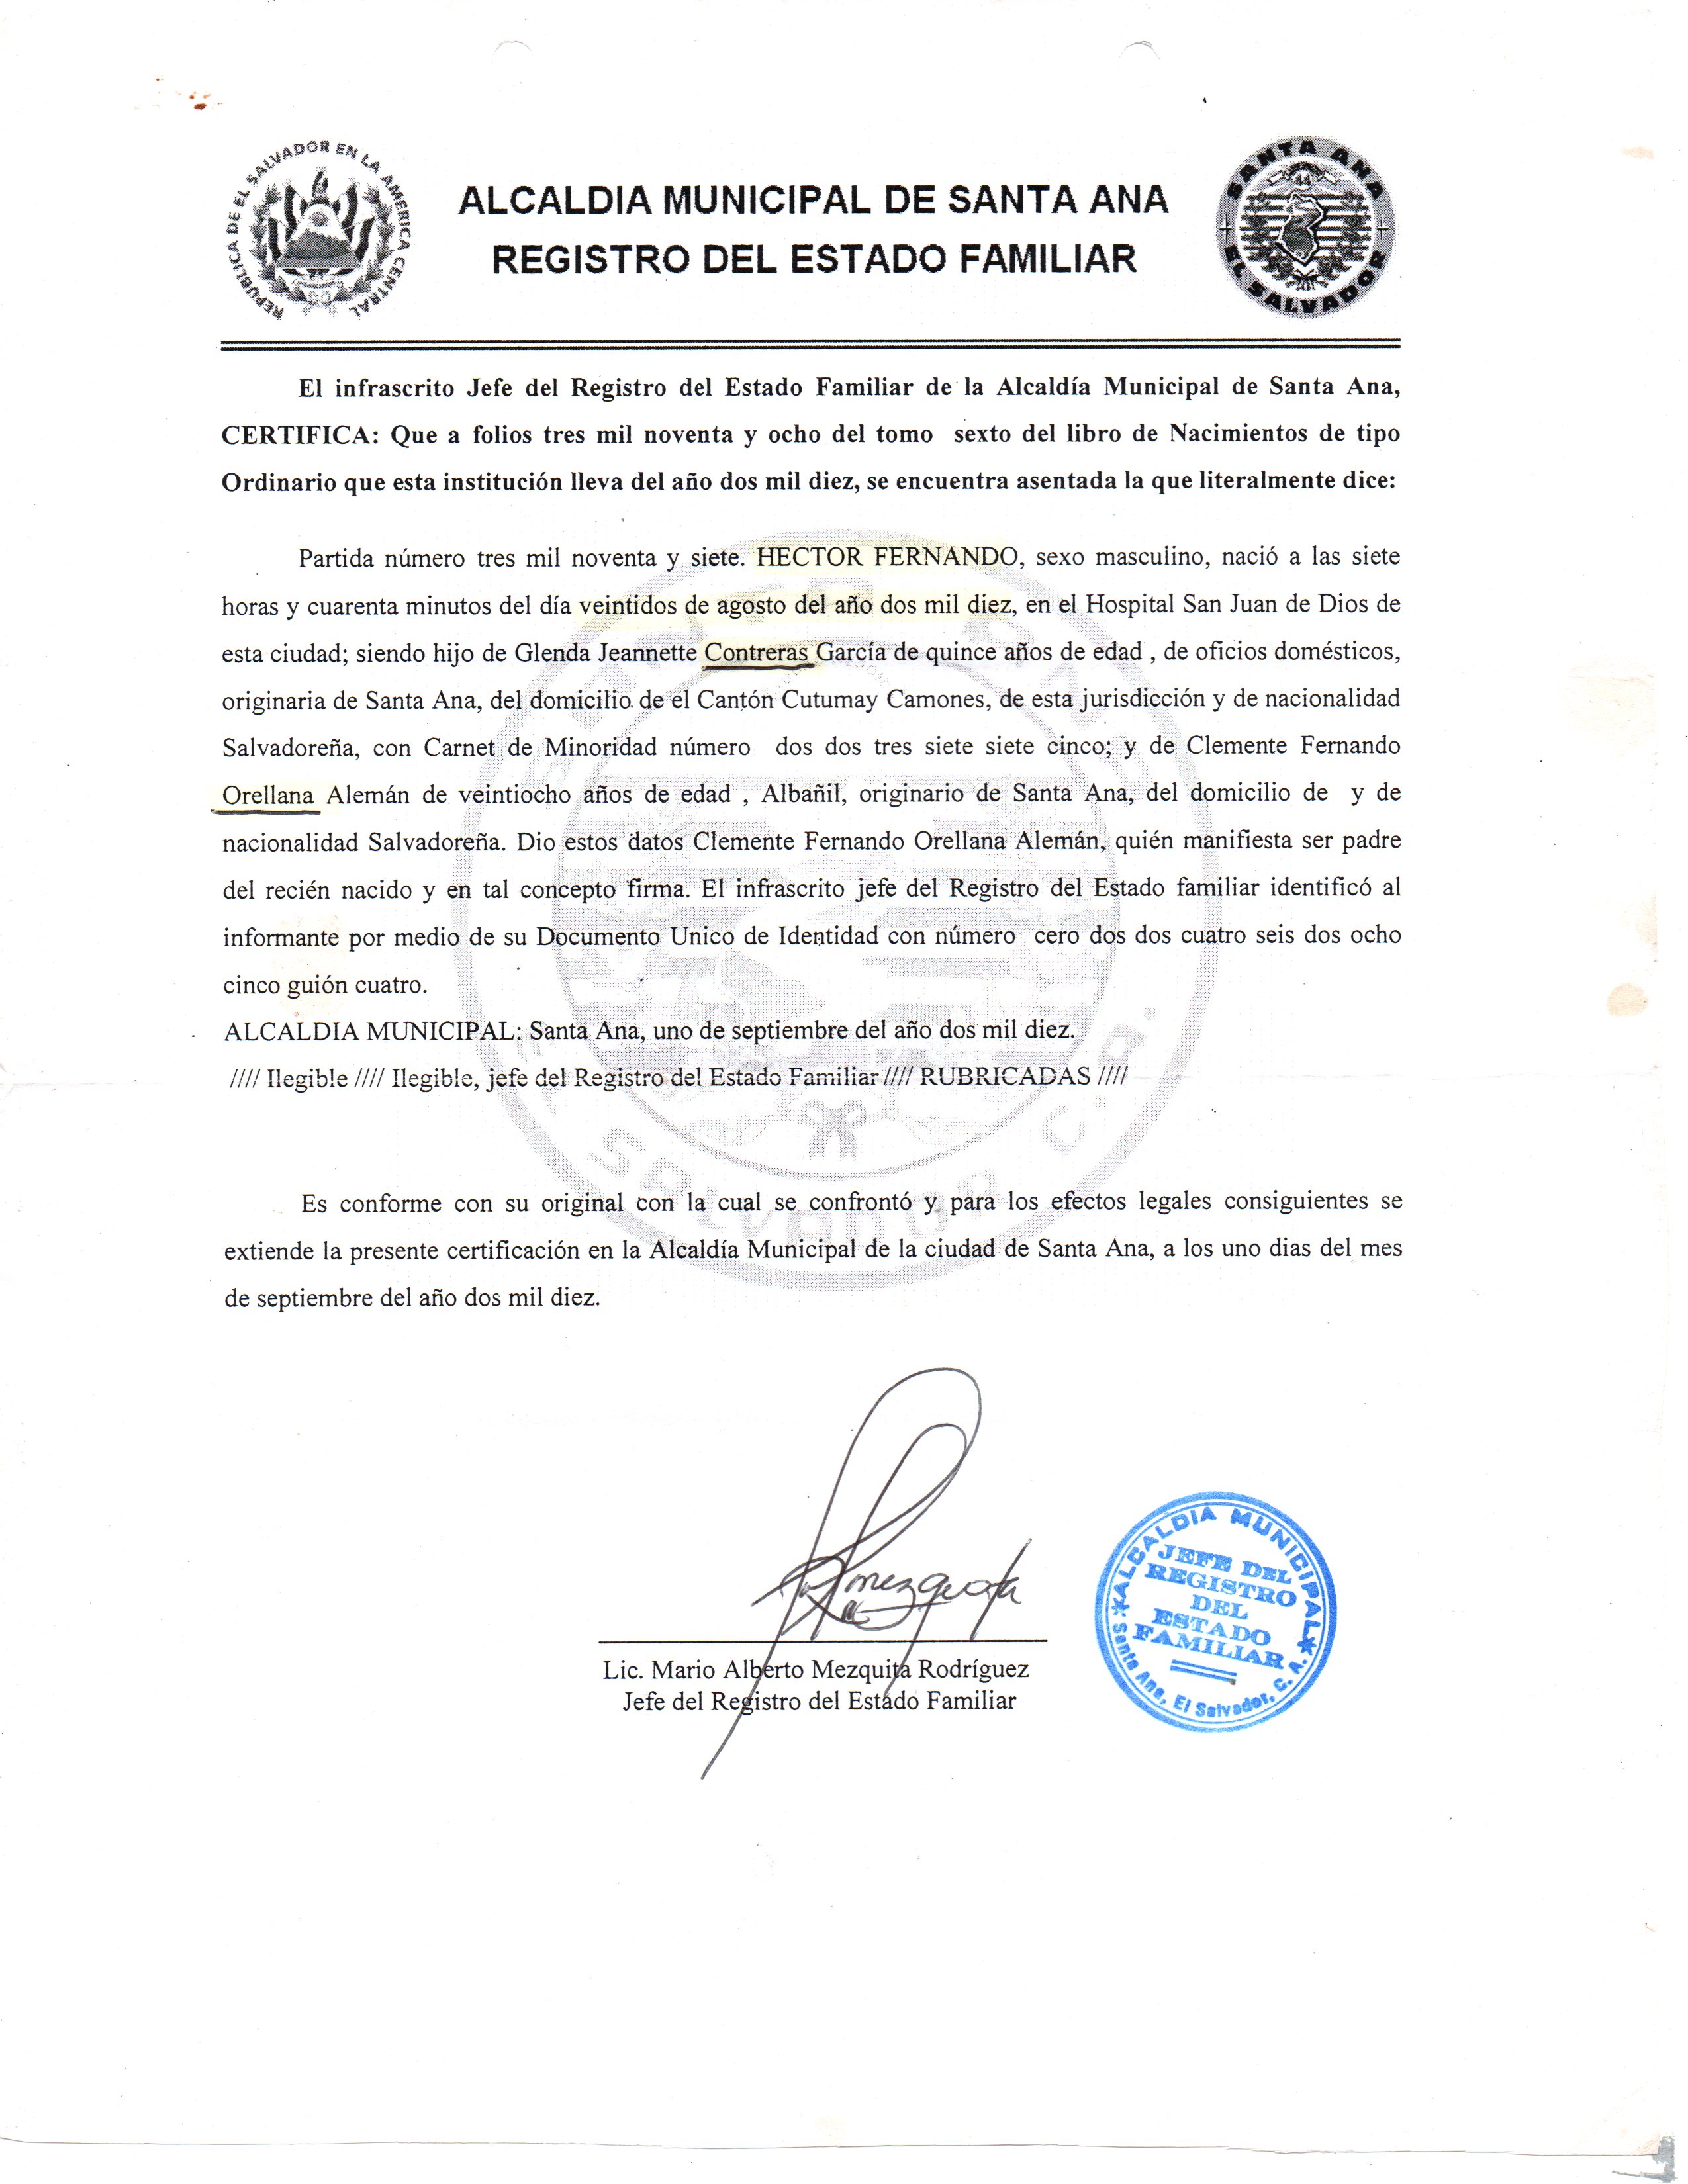 REPUBLICA DE EL SALVADOR EN LA AMERICA CENTRAL
ALCALDIA MUNICIPAL DE SANTA ANA
REGISTRO DEL ESTADO FAMILIAR
SANTA ANA
44
EL SALVADOR
El infrascrito Jefe del Registro del Estado Familiar de la Alcaldía Municipal de Santa Ana,
CERTIFICA: Que a folios tres mil noventa y ocho del tomo sexto del libro de Nacimientos de tipo
Ordinario que esta institución lleva del año dos mil diez, se encuentra asentada la que literalmente dice:
Partida número tres mil noventa y siete. HECTOR FERNANDO, sexo masculino, nació a las siete
horas y cuarenta minutos del día veintidos de agosto del año dos mil diez, en el Hospital San Juan de Dios de
esta ciudad; siendo hijo de Glenda Jeannette Contreras García de quince años de edad , de oficios domésticos,
originaria de Santa Ana, del domicilio de el Cantón Cutumay Camones, de esta jurisdicción y de nacionalidad
Salvadoreña, con Carnet de Minoridad número dos dos tres siete siete cinco; y de Clemente Fernando
Orellana Alemán de veintiocho años de edad , Albañil, originario de Santa Ana, del domicilio de y de
nacionalidad Salvadoreña. Dio estos datos Clemente Fernando Orellana Alemán, quién manifiesta ser padre
del recién nacido y en tal concepto firma. El infrascrito jefe del Registro del Estado familiar identificó al
informante por medio de su Documento Unico de Identidad con número cero dos dos cuatro seis dos ocho
cinco guión cuatro.
ALCALDIA MUNICIPAL: Santa Ana, uno de septiembre del año dos mil diez.
//// Ilegible //// Ilegible, jefe del Registro del Estado Familiar //// RUBRICADAS ////
SALVADOR C.A.
Es conforme con su original con la cual se confrontó y para los efectos legales consiguientes se
extiende la presente certificación en la Alcaldía Municipal de la ciudad de Santa Ana, a los uno dias del mes
de septiembre del año dos mil diez.
Lic. Mario Alberto Mezquita Rodríguez
Jefe del Registro del Estado Familiar
ALCALDIA MUNICIPAL
JEFE DEL
REGISTRO
DEL
ESTADO
FAMILIAR
Santa Ana, El Salvador, C. A.